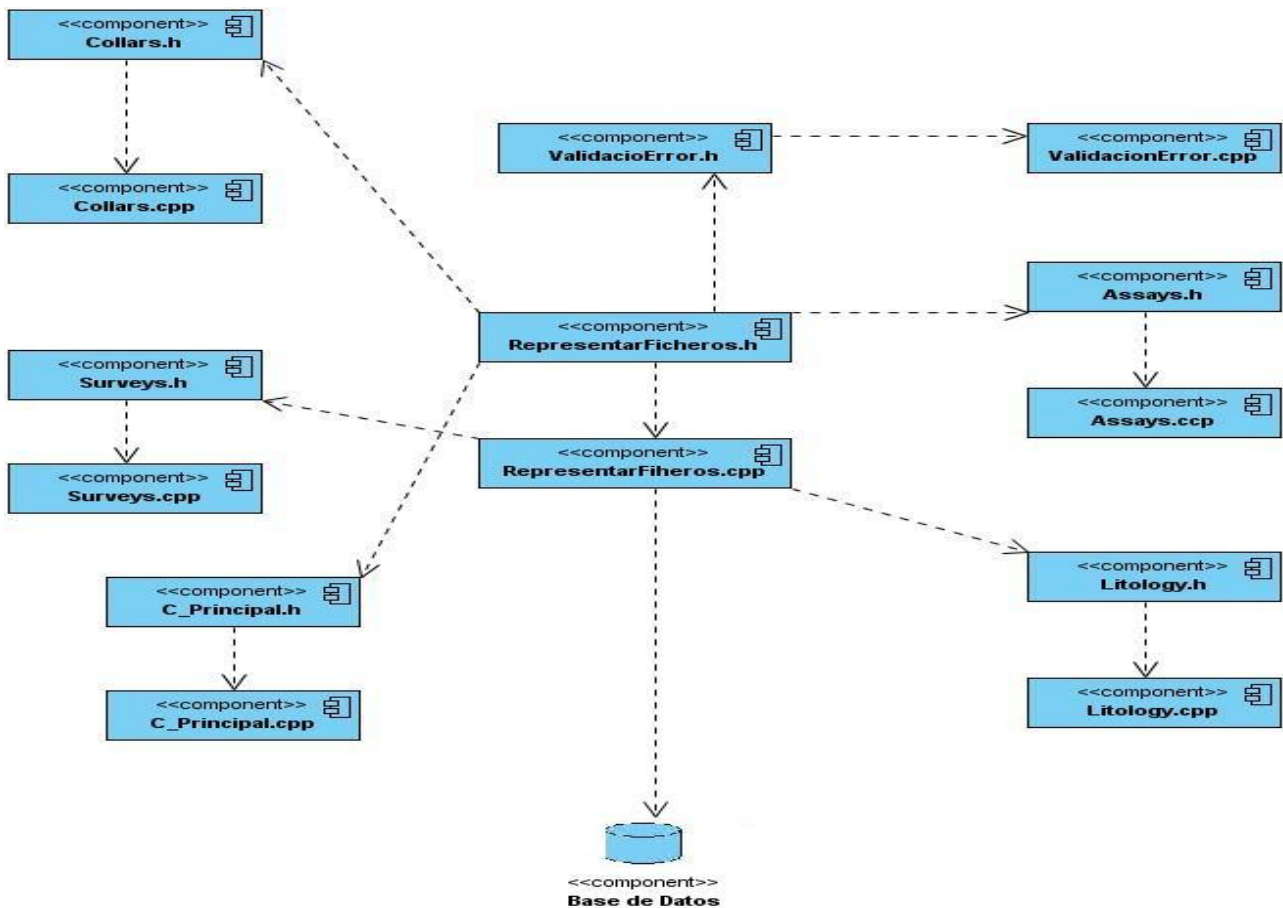 <<component>>
Collars.h
<<component>>
Collars.cpp
<<component>>
ValidacioError.h
<<component>>
ValidacionError.cpp
<<component>>
Assays.h
<<component>>
RepresentarFicheros.h
<<component>>
Surveys.h
<<component>>
Assays.ccp
<<component>>
RepresentarFiheros.cpp
<<component>>
Surveys.cpp
<<component>>
Litology.h
<<component>>
C_Principal.h
<<component>>
Litology.cpp
<<component>>
C_Principal.cpp
<<component>>
Base de Datos